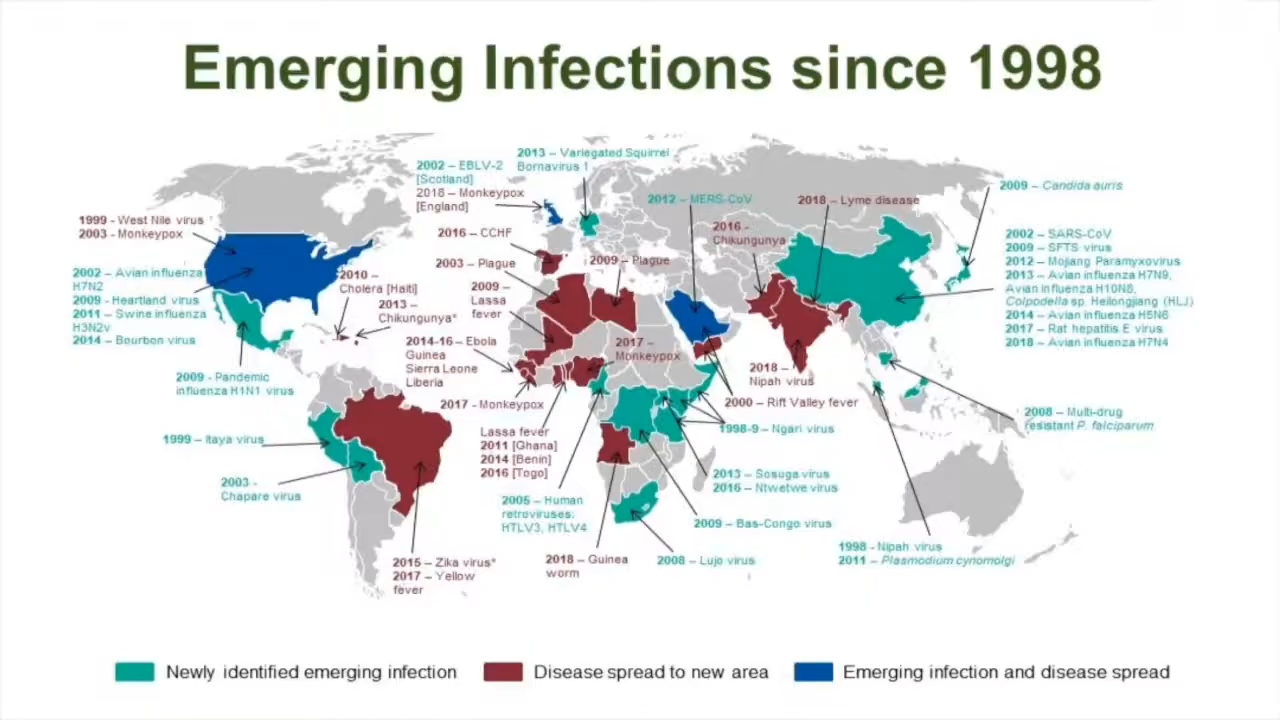 Emerging Infections since 1998
2013 – Variegated Squirrel
Bornavirus 1
2002 – EBLV-2
[Scotland]
2018 – Monkeypox
[England]
2012 – MERS-CoV
2018 – Lyme disease
2009 – Candida auris
1999 - West Nile virus
2003 - Monkeypox
2016 – CCHF
2016 -
Chikungunya
2002 – SARS-CoV
2009 – SFTS virus
2012 – Mojiang Paramyxovirus
2013 – Avian influenza H7N9,
Avian influenza H10N8,
Colpodella sp. Heilongjiang (HLJ)
2014 – Avian influenza H5N6
2017 – Rat hepatitis E virus
2018 – Avian influenza H7N4
2003 – Plague
2009 – Plague
2002 – Avian influenza
H7N2
2009 - Heartland virus
2011 – Swine influenza
H3N2v
2014 – Bourbon virus
2010 –
Cholera [Haiti]
2013 –
Chikungunya*
2009 –
Lassa
fever
2014-16 – Ebola
Guinea
Sierra Leone
Liberia
2017 -
Monkeypox
2009 - Pandemic
influenza H1N1 virus
2018 –
Nipah virus
2017 - Monkeypox
2000 – Rift Valley fever
2008 – Multi-drug
resistant P. falciparum
1998-9 – Ngari virus
1999 – Itaya virus
Lassa fever
2011 [Ghana]
2014 [Benin]
2016 [Togo]
2003 -
Chapare virus
2013 – Sosuga virus
2016 – Ntwetwe virus
2005 – Human
retroviruses:
HTLV3, HTLV4
2009 – Bas-Congo virus
1998 - Nipah virus
2011 – Plasmodium cynomolgi
2015 – Zika virus*
2017 – Yellow
fever
2018 – Guinea
worm
2008 – Lujo virus
Newly identified emerging infection
Disease spread to new area
Emerging infection and disease spread